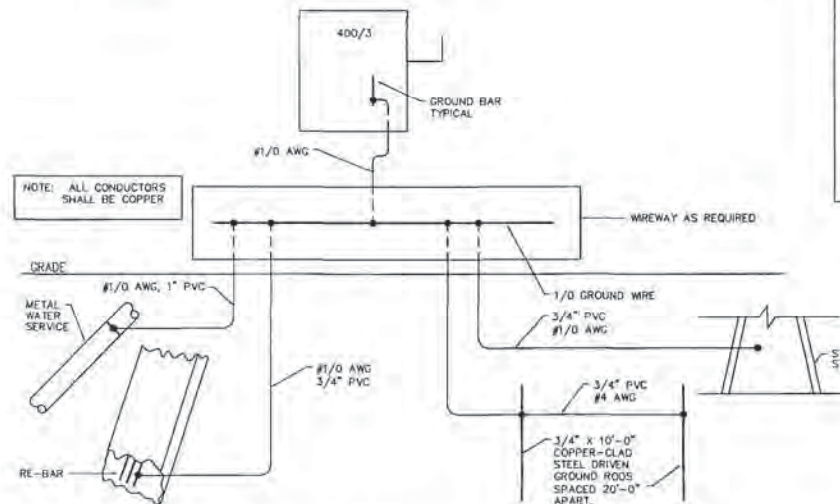 400/3
GROUND BAR
TYPICAL
#1/0 AWG
NOTE: ALL CONDUCTORS
SHALL BE COPPER
WIREWAY AS REQUIRED
GRADE
#1/0 AWG, 1" PVC
1/0 GROUND WIRE
METAL
WATER
SERVICE
3/4" PVC
#1/0 AWG
#1/0 AWG
3/4" PVC
3/4" PVC
#4 AWG
S
S
RE-BAR
3/4" X 10'-0"
COPPER-CLAD
STEEL DRIVEN
GROUND RODS
SPACED 20'-0"
APART.